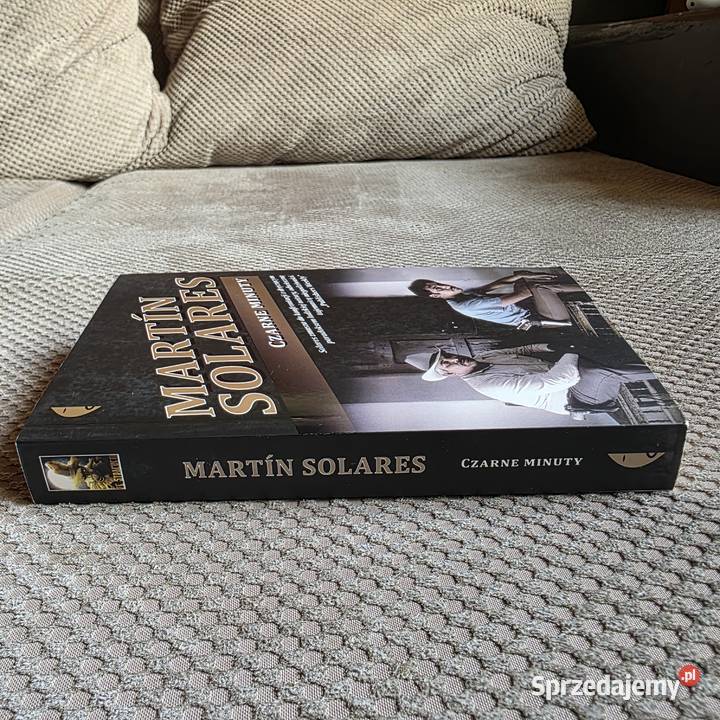 MARTÍN
SOLARES
CZARNE MINUTY
MARTÍN SOLARES
CZARNE MINUTY
Sprzedajemy.pl